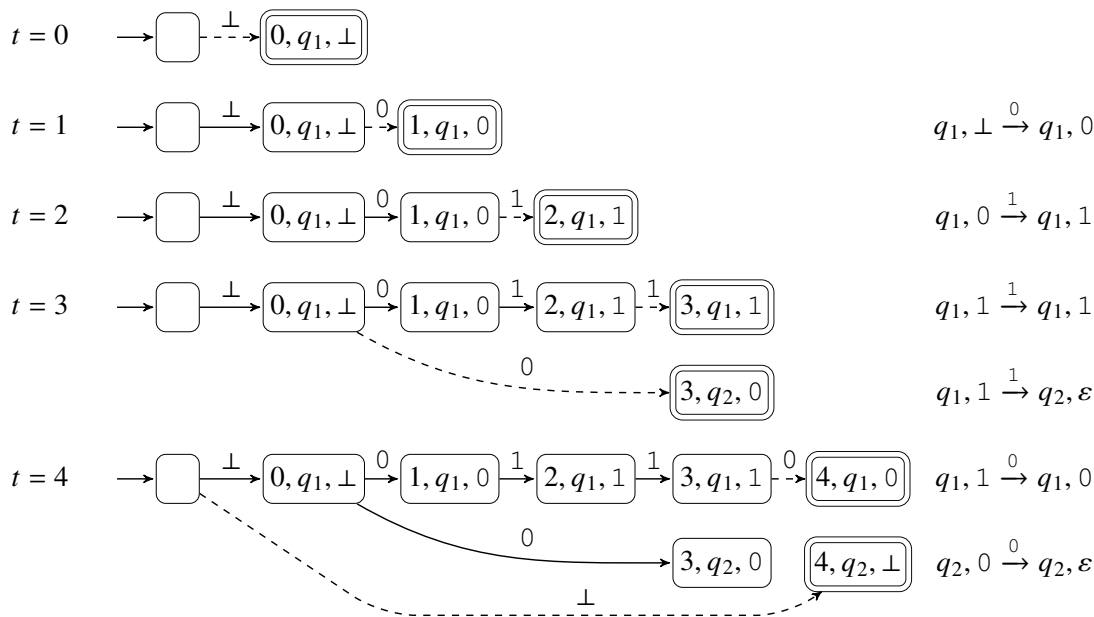 ⊥
t = 0 0, q₁, ⊥
⊥ 0
t = 1 0, q₁, ⊥ 1, q₁, 0 q₁, ⊥ →⁰ q₁, 0
⊥ 0 1
t = 2 0, q₁, ⊥ 1, q₁, 0 2, q₁, 1 q₁, 0 →¹ q₁, 1
⊥ 0 1 1
t = 3 0, q₁, ⊥ 1, q₁, 0 2, q₁, 1 3, q₁, 1 q₁, 1 →¹ q₁, 1
0
3, q₂, 0 q₁, 1 →¹ q₂, ε
⊥ 0 1 1 0
t = 4 0, q₁, ⊥ 1, q₁, 0 2, q₁, 1 3, q₁, 1 4, q₁, 0 q₁, 1 →⁰ q₁, 0
0
3, q₂, 0 4, q₂, ⊥ q₂, 0 →⁰ q₂, ε
⊥